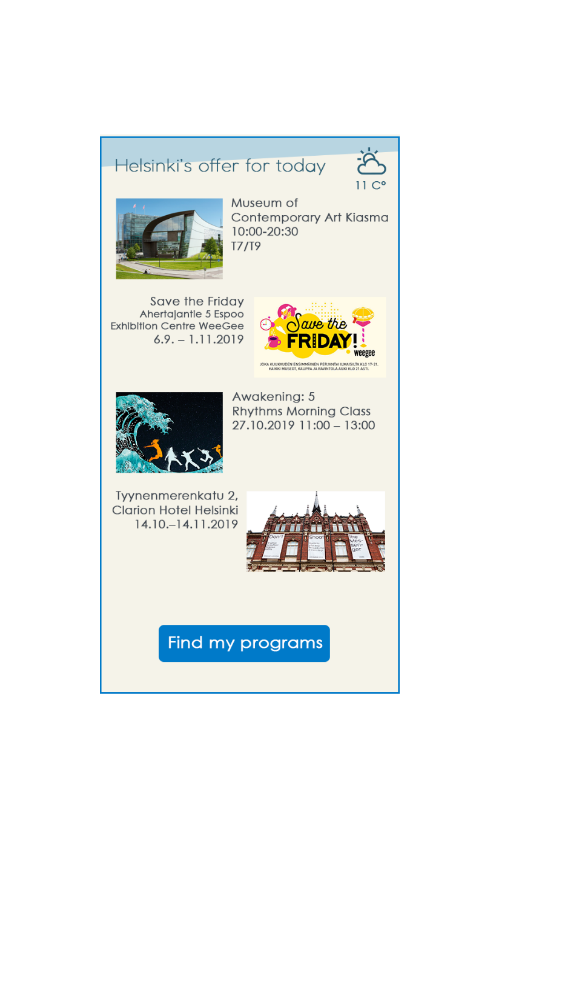 Helsinki's offer for today
11 C°
Museum of
Contemporary Art Kiasma
10:00-20:30
T7/T9
Save the Friday
Ahertajantie 5 Espoo
Exhibition Centre WeeGee
6.9. – 1.11.2019
Save the
FRIDAY!
weegee
JOKA KUUKAUDEN ENSIMMÄINEN PERJANTAI ILMAISILTA KLO 17-21.
KAIKKI MUSEOT, KAUPPA JA RAVINTOLA AUKI KLO 21 ASTI.
Awakening: 5
Rhythms Morning Class
27.10.2019 11:00 – 13:00
Tyynenmerenkatu 2,
Clarion Hotel Helsinki
14.10.–14.11.2019
Don't
Shoot
The
Mes-
sen-
ger
Find my programs